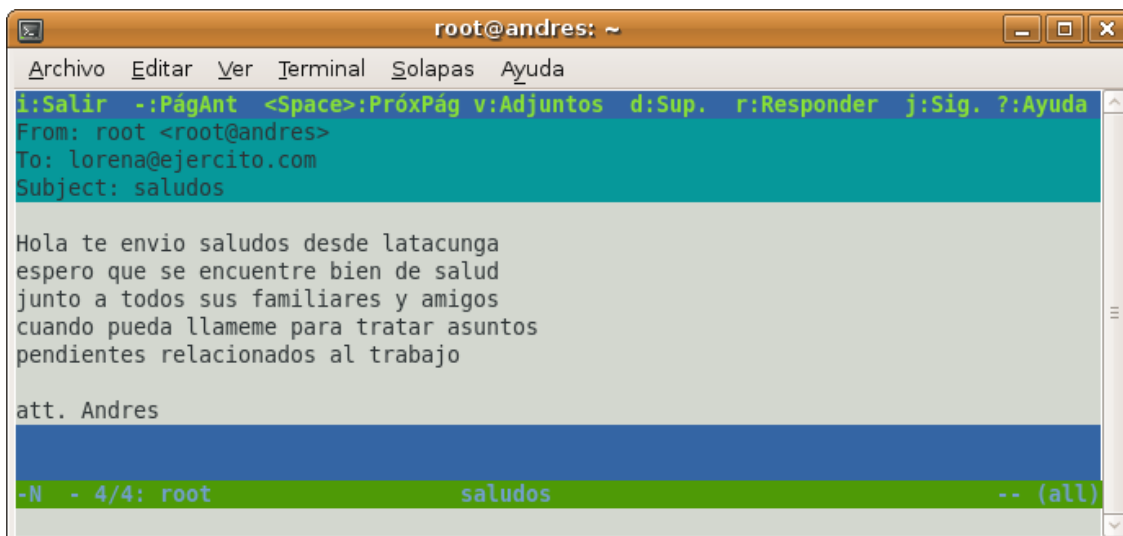 root@andres: ~
Archivo Editar Ver Terminal Solapas Ayuda
i:Salir -:PágAnt <Space>:PróxPág v:Adjuntos d:Sup. r:Responder j:Sig. ?:Ayuda
From: root <root@andres>
To: lorena@ejercito.com
Subject: saludos
Hola te envio saludos desde latacunga
espero que se encuentre bien de salud
junto a todos sus familiares y amigos
cuando pueda llameme para tratar asuntos
pendientes relacionados al trabajo
att. Andres
-N - 4/4: root saludos -- (all)